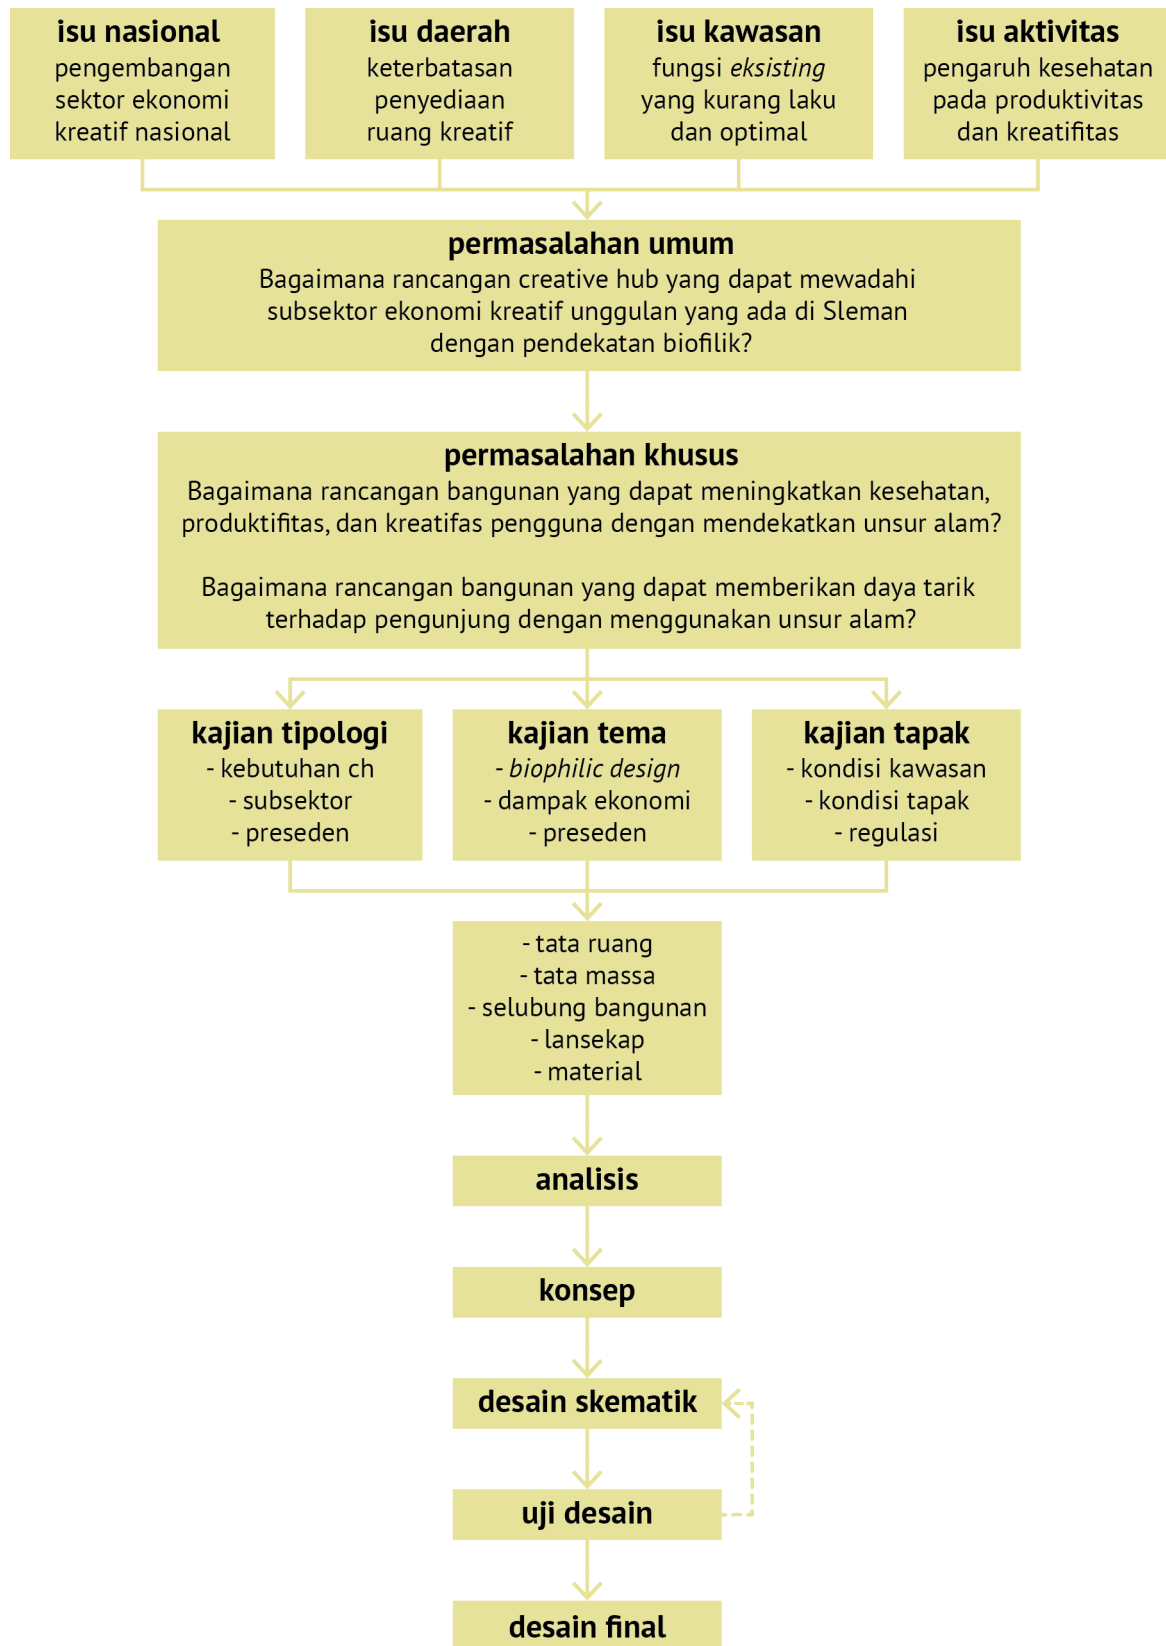 isu nasional
pengembangan
sektor ekonomi
kreatif nasional
isu daerah
keterbatasan
penyediaan
ruang kreatif
isu kawasan
fungsi eksisting
yang kurang laku
dan optimal
isu aktivitas
pengaruh kesehatan
pada produktivitas
dan kreatifitas
permasalahan umum
Bagaimana rancangan creative hub yang dapat mewadahi
subsektor ekonomi kreatif unggulan yang ada di Sleman
dengan pendekatan biofilik?
permasalahan khusus
Bagaimana rancangan bangunan yang dapat meningkatkan kesehatan,
produktifitas, dan kreatifas pengguna dengan mendekatkan unsur alam?
Bagaimana rancangan bangunan yang dapat memberikan daya tarik
terhadap pengunjung dengan menggunakan unsur alam?
kajian tipologi
- kebutuhan ch
- subsektor
- preseden
kajian tema
- biophilic design
- dampak ekonomi
- preseden
kajian tapak
- kondisi kawasan
- kondisi tapak
- regulasi
- tata ruang
- tata massa
- selubung bangunan
- lansekap
- material
analisis
konsep
desain skematik
uji desain
desain final